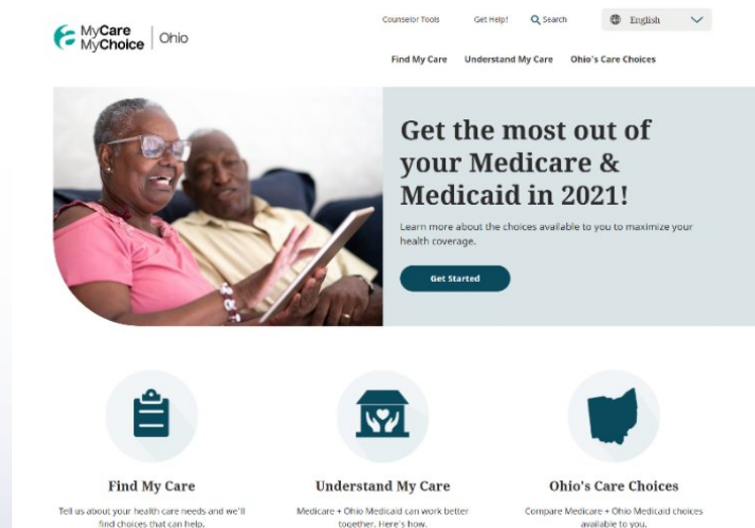 MyCare
MyChoice
Ohio
Counselor Tools
Get Help!
Search
English
Find My Care
Understand My Care
Ohio's Care Choices
Get the most out of
your Medicare &
Medicaid in 2021!
Learn more about the choices available to you to maximize your
health coverage.
Get Started
Find My Care
Tell us about your health care needs and we'll
find choices that can help.
Understand My Care
Medicare + Ohio Medicaid can work better
together. Here's how.
Ohio's Care Choices
Compare Medicare + Ohio Medicaid choices
available to you.